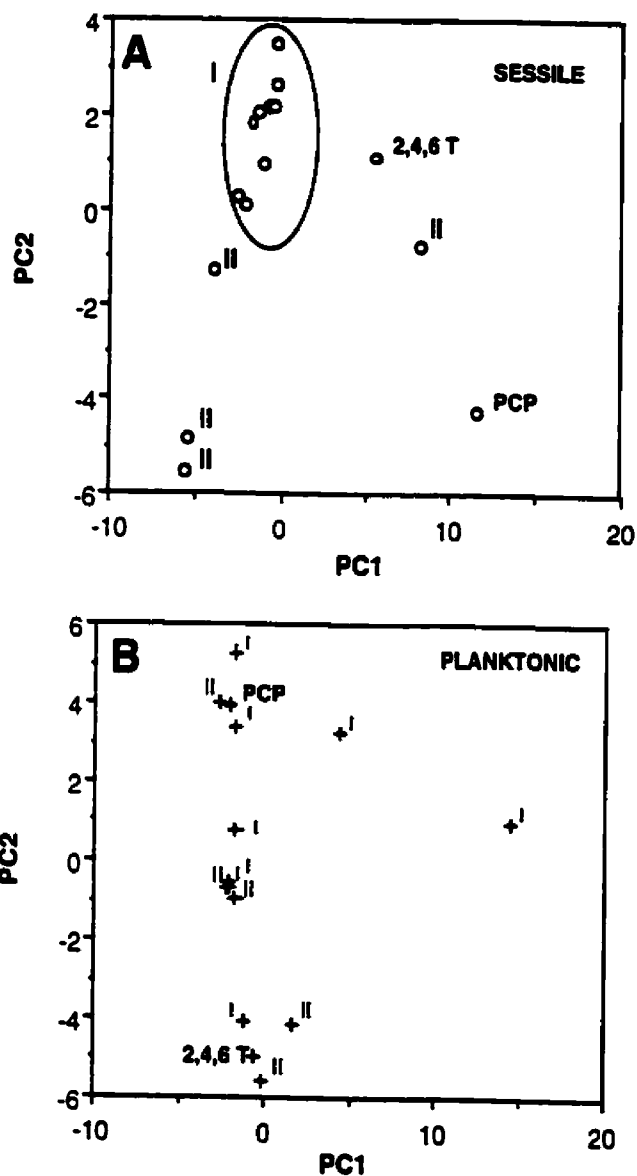 4
A
I
SESSILE
2
2,4,6 T
0
II
II
PC2
-2
-4
PCP
II
II
-6
-10 0 10 20
PC1
6
B
I
PLANKTONIC
II
PCP
4
I
I
2
I
I
PC2
0
I
II I
II
-2
-4
I
II
2,4,6 T
II
-6
-10 0 10 20
PC1